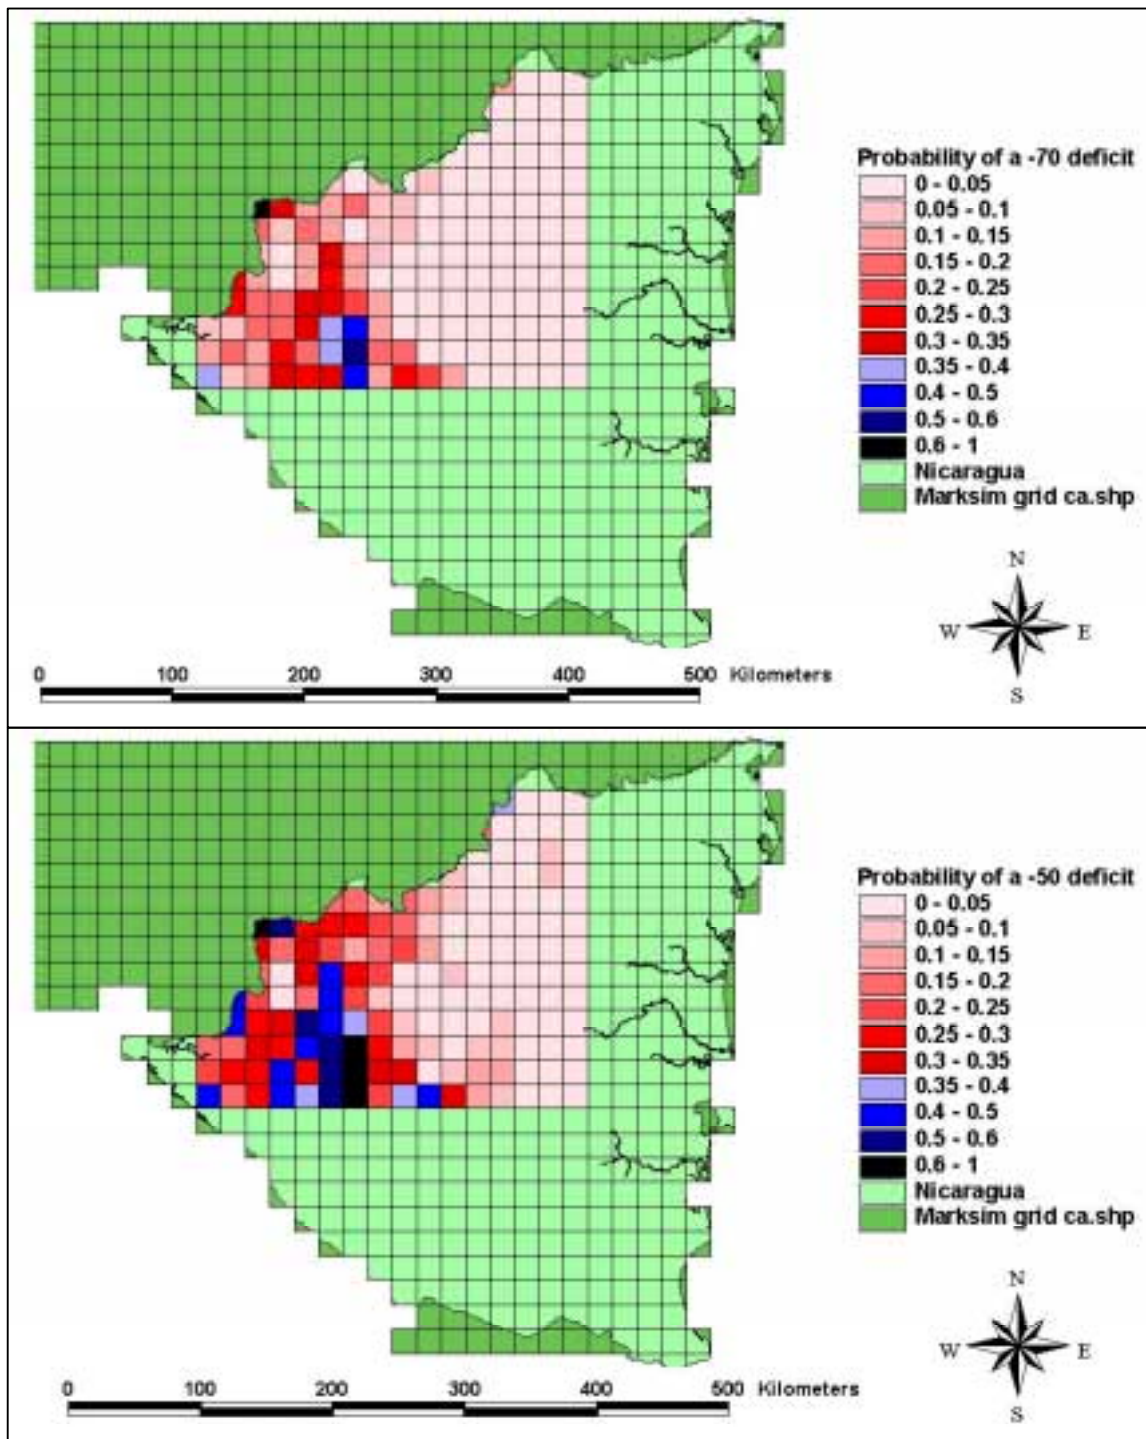 Probability of a -70 deficit
0 - 0.05
0.05 - 0.1
0.1 - 0.15
0.15 - 0.2
0.2 - 0.25
0.25 - 0.3
0.3 - 0.35
0.35 - 0.4
0.4 - 0.5
0.5 - 0.6
0.6 - 1
Nicaragua
Marksim grid ca.shp
N
W E
S
0 100 200 300 400 500 Kilometers
Probability of a -50 deficit
0 - 0.05
0.05 - 0.1
0.1 - 0.15
0.15 - 0.2
0.2 - 0.25
0.25 - 0.3
0.3 - 0.35
0.35 - 0.4
0.4 - 0.5
0.5 - 0.6
0.6 - 1
Nicaragua
Marksim grid ca.shp
N
W E
S
0 100 200 300 400 500 Kilometers